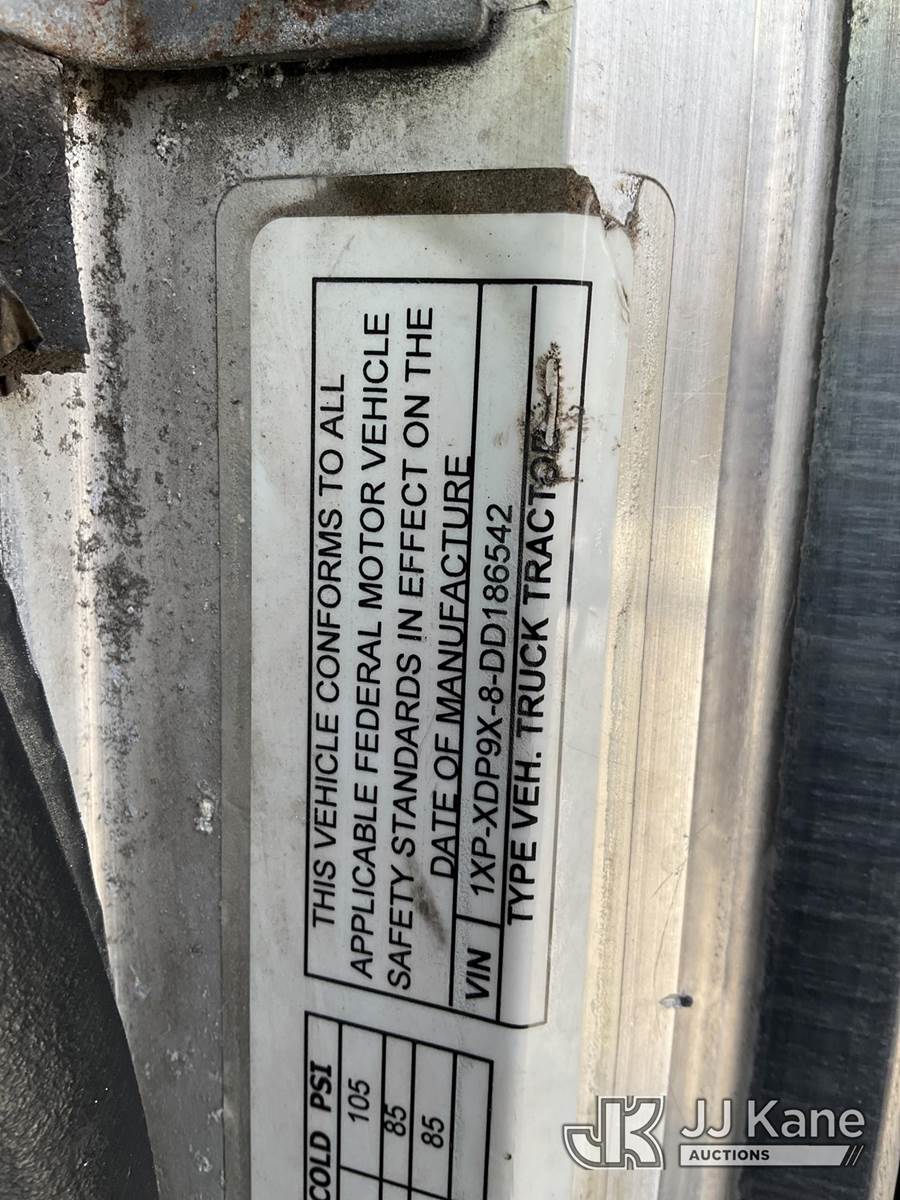 THIS VEHICLE CONFORMS TO ALL
APPLICABLE FEDERAL MOTOR VEHICLE
SAFETY STANDARDS IN EFFECT ON THE
DATE OF MANUFACTURE
VIN 1XP-XDP9X-8-DD186542
TYPE VEH. TRUCK TRACTOR
COLD PSI
105
85
85
JK JJ Kane
AUCTIONS